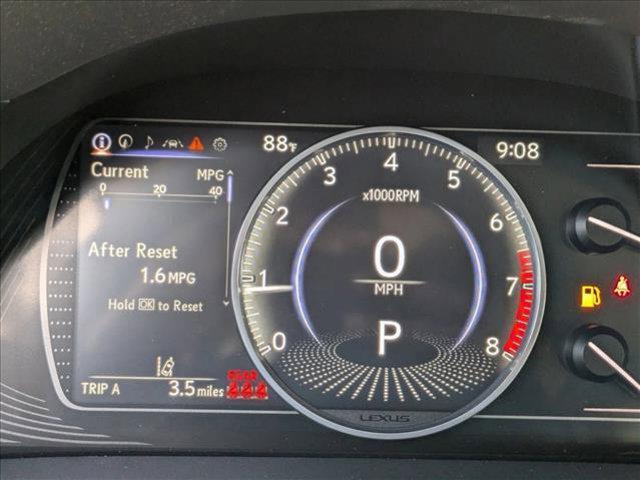 88°F
9:08
Current MPG
0 20 40
After Reset
1.6 MPG
Hold OK to Reset
TRIP A 3.5 miles
REAR
x1000RPM
0 1 2 3 4 5 6 7 8
0
MPH
P
LEXUS